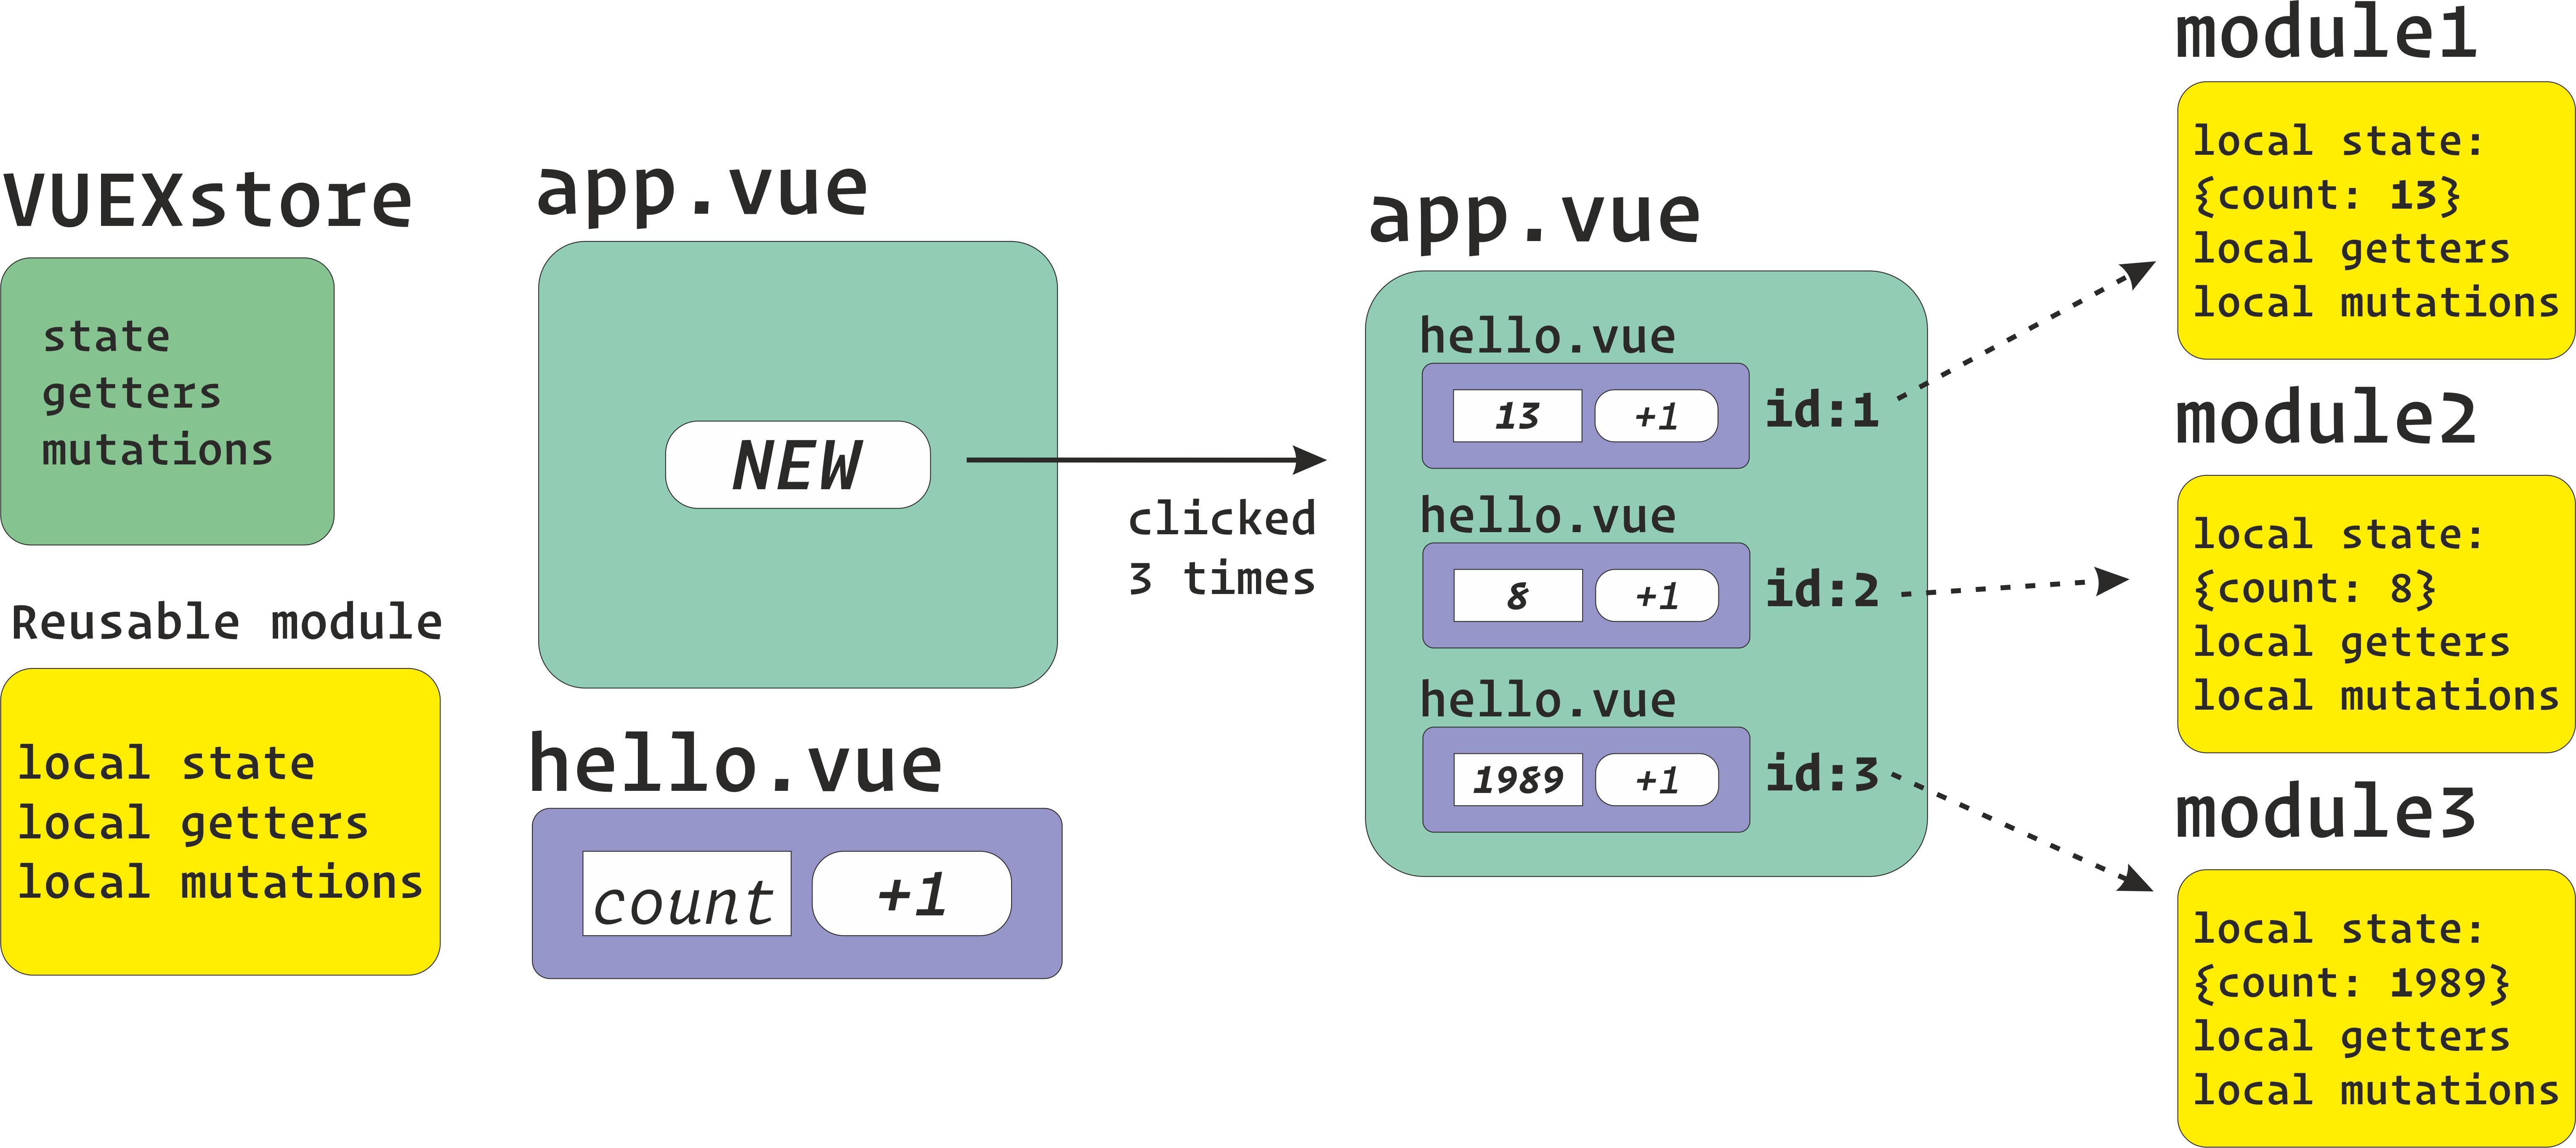 VUEXstore
state
getters
mutations
Reusable module
local state
local getters
local mutations
app.vue
NEW
hello.vue
count
+1
clicked
3 times
app.vue
hello.vue
13
+1
id:1
hello.vue
8
+1
id:2
hello.vue
1989
+1
id:3
module1
local state:
{count: 13}
local getters
local mutations
module2
local state:
{count: 8}
local getters
local mutations
module3
local state:
{count: 1989}
local getters
local mutations